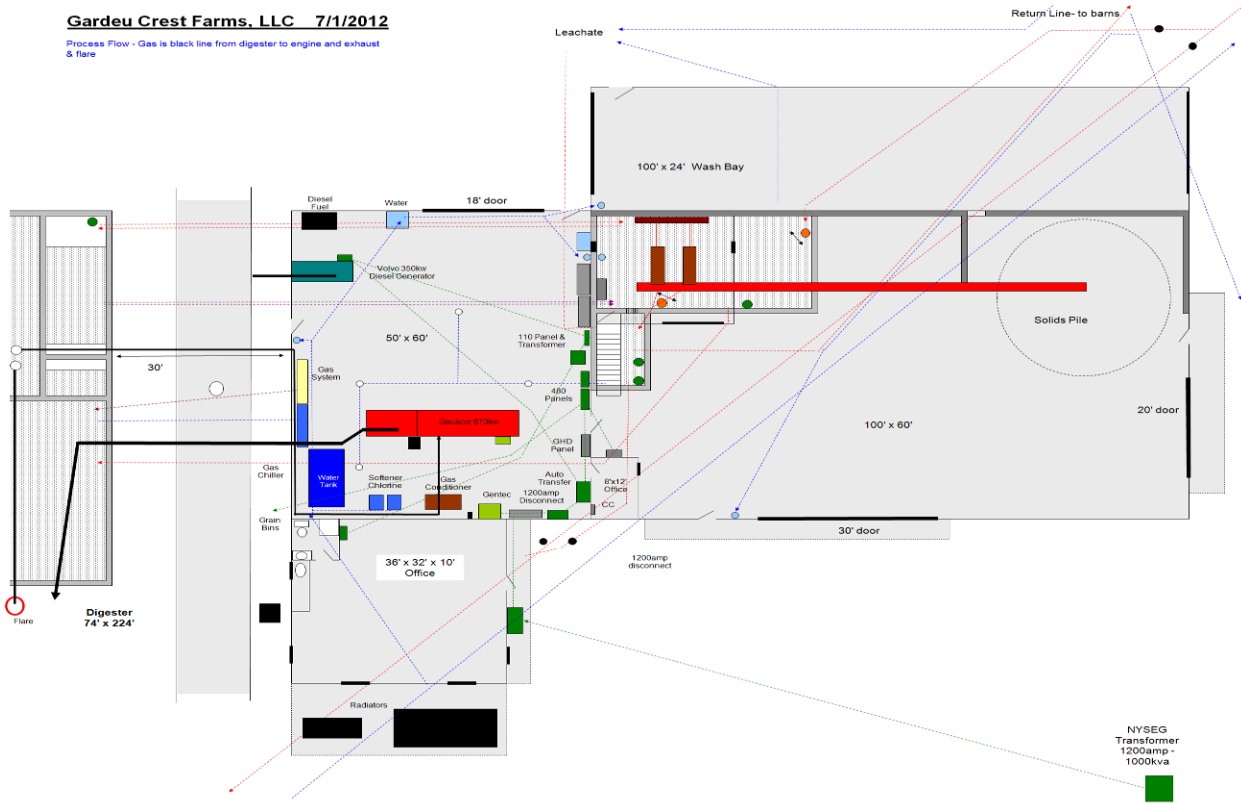 Gardeu Crest Farms, LLC 7/1/2012
Process Flow - Gas is black line from digester to engine and exhaust
& flare
Leachate
Return Line- to barns
100' x 24' Wash Bay
Diesel
Fuel
Water
18' door
Volvo 350kw
Diesel Generator
110 Panel &
Transformer
50' x 60'
30'
Gas
System
Solids Pile
480
Panels
20' door
Guascor 670kw
100' x 60'
GHD
Panel
Gas
Chiller
Water
Tank
Softener
Chlorine
Gas
Conditioner
Gentec
1200amp
Disconnect
Auto
Transfer
8'x12'
Office
CC
Grain
Bins
30' door
36' x 32' x 10'
Office
1200amp
disconnect
Digester
74' x 224'
Flare
Radiators
NYSEG
Transformer
1200amp -
1000kva